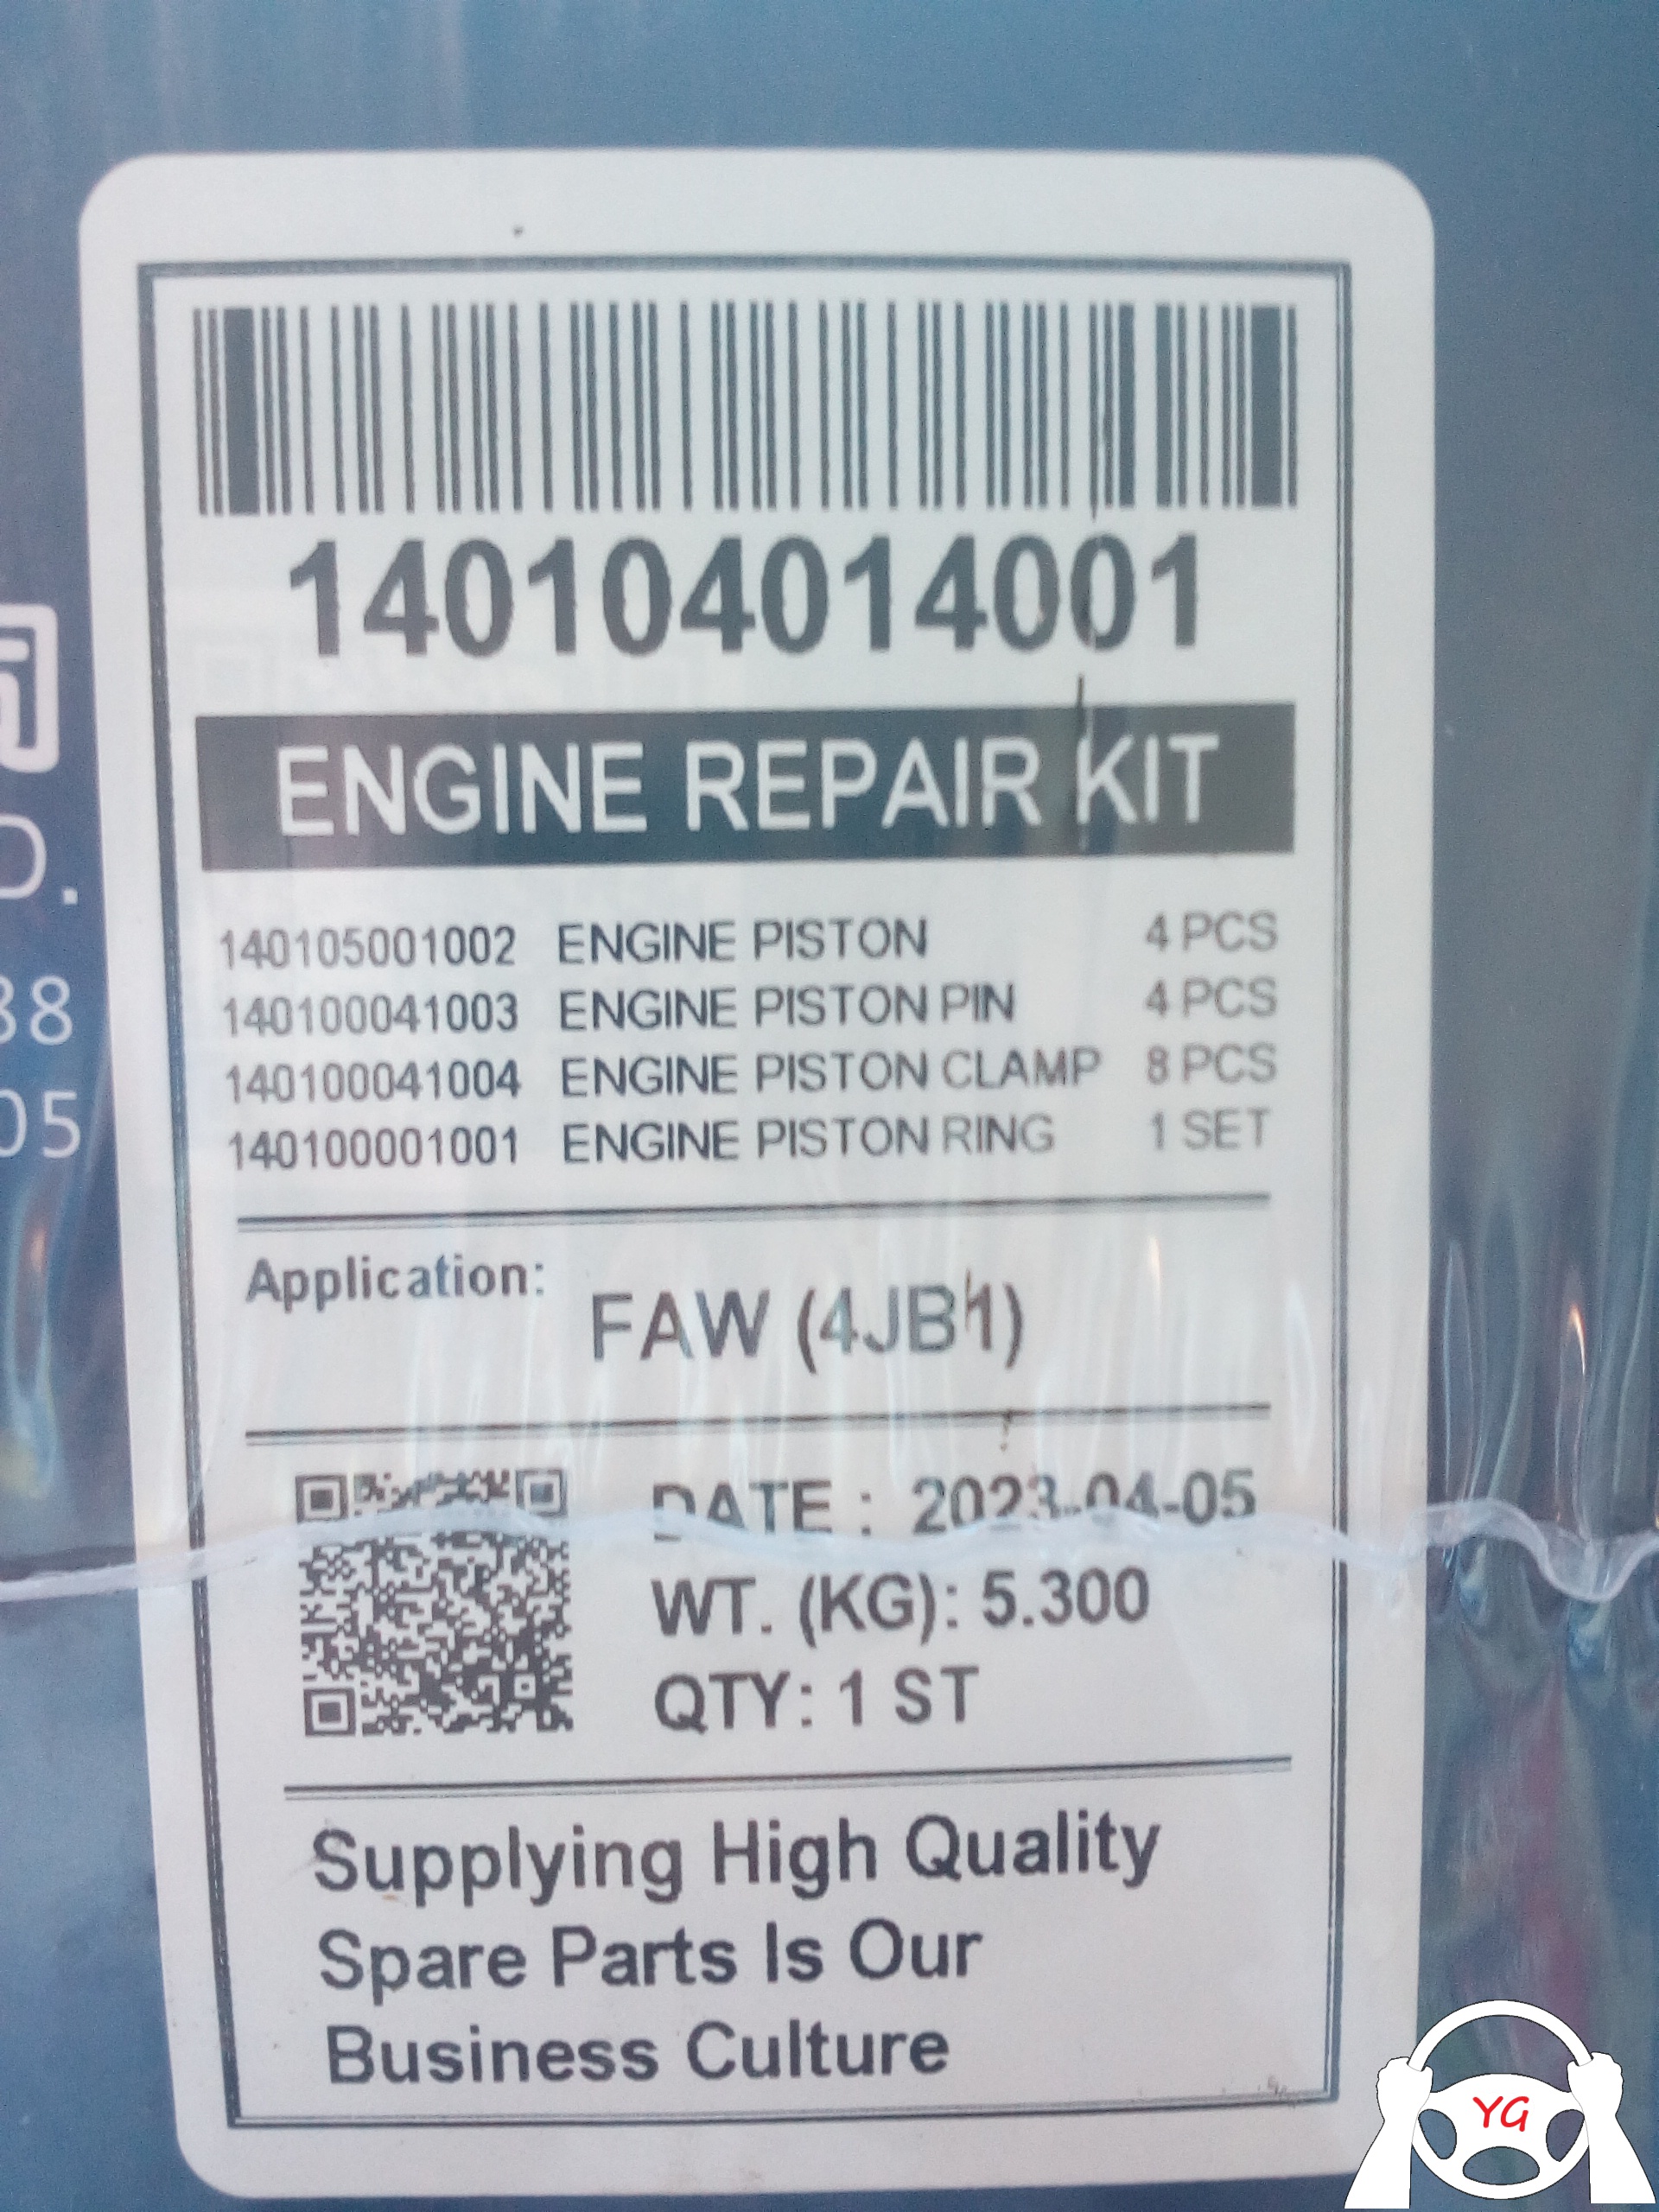 140104014001
ENGINE REPAIR KIT
140105001002 ENGINE PISTON 4 PCS
140100041003 ENGINE PISTON PIN 4 PCS
140100041004 ENGINE PISTON CLAMP 8 PCS
140100001001 ENGINE PISTON RING 1 SET
Application: FAW (4JB1)
DATE : 2023-04-05
WT. (KG): 5.300
QTY: 1 ST
Supplying High Quality
Spare Parts Is Our
Business Culture
D.
88
05
YG